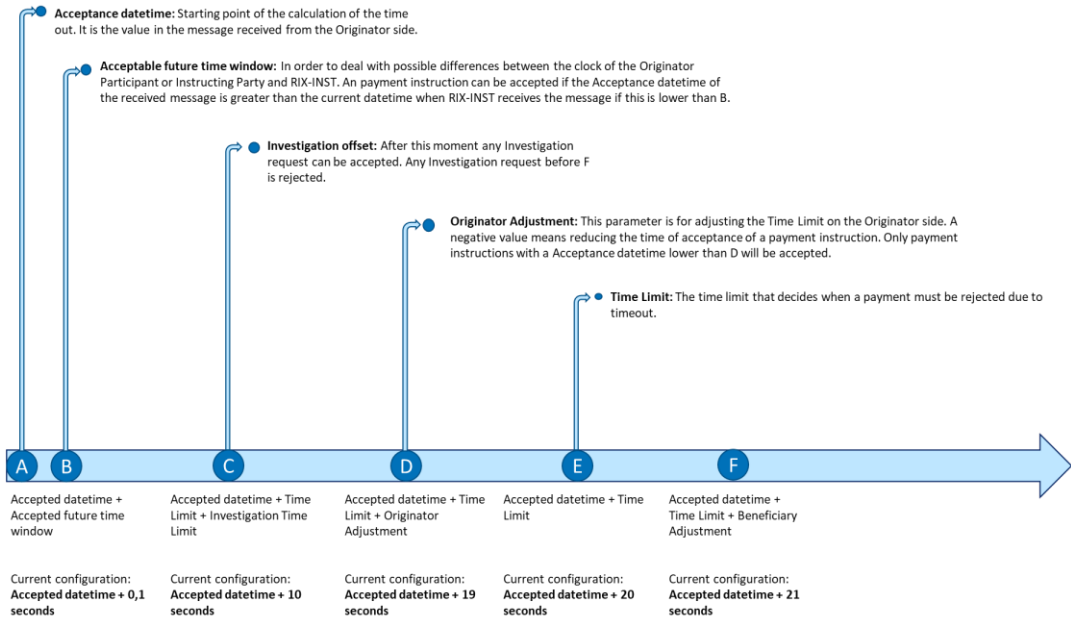 Acceptance datetime: Starting point of the calculation of the time
out. It is the value in the message received from the Originator side.
Acceptable future time window: In order to deal with possible differences between the clock of the Originator
Participant or Instructing Party and RIX-INST. An payment instruction can be accepted if the Acceptance datetime of
the received message is greater than the current datetime when RIX-INST receives the message if this is lower than B.
Investigation offset: After this moment any Investigation
request can be accepted. Any Investigation request before F
is rejected.
Originator Adjustment: This parameter is for adjusting the Time Limit on the Originator side. A
negative value means reducing the time of acceptance of a payment instruction. Only payment
instructions with a Acceptance datetime lower than D will be accepted.
Time Limit: The time limit that decides when a payment must be rejected due to
timeout.
A
B
C
D
E
F
Accepted datetime +
Accepted future time
window
Accepted datetime + Time
Limit + Investigation Time
Limit
Accepted datetime + Time
Limit + Originator
Adjustment
Accepted datetime + Time
Limit
Accepted datetime +
Time Limit + Beneficiary
Adjustment
Current configuration:
Accepted datetime + 0,1
seconds
Current configuration:
Accepted datetime + 10
seconds
Current configuration:
Accepted datetime + 19
seconds
Current configuration:
Accepted datetime + 20
seconds
Current configuration:
Accepted datetime + 21
seconds